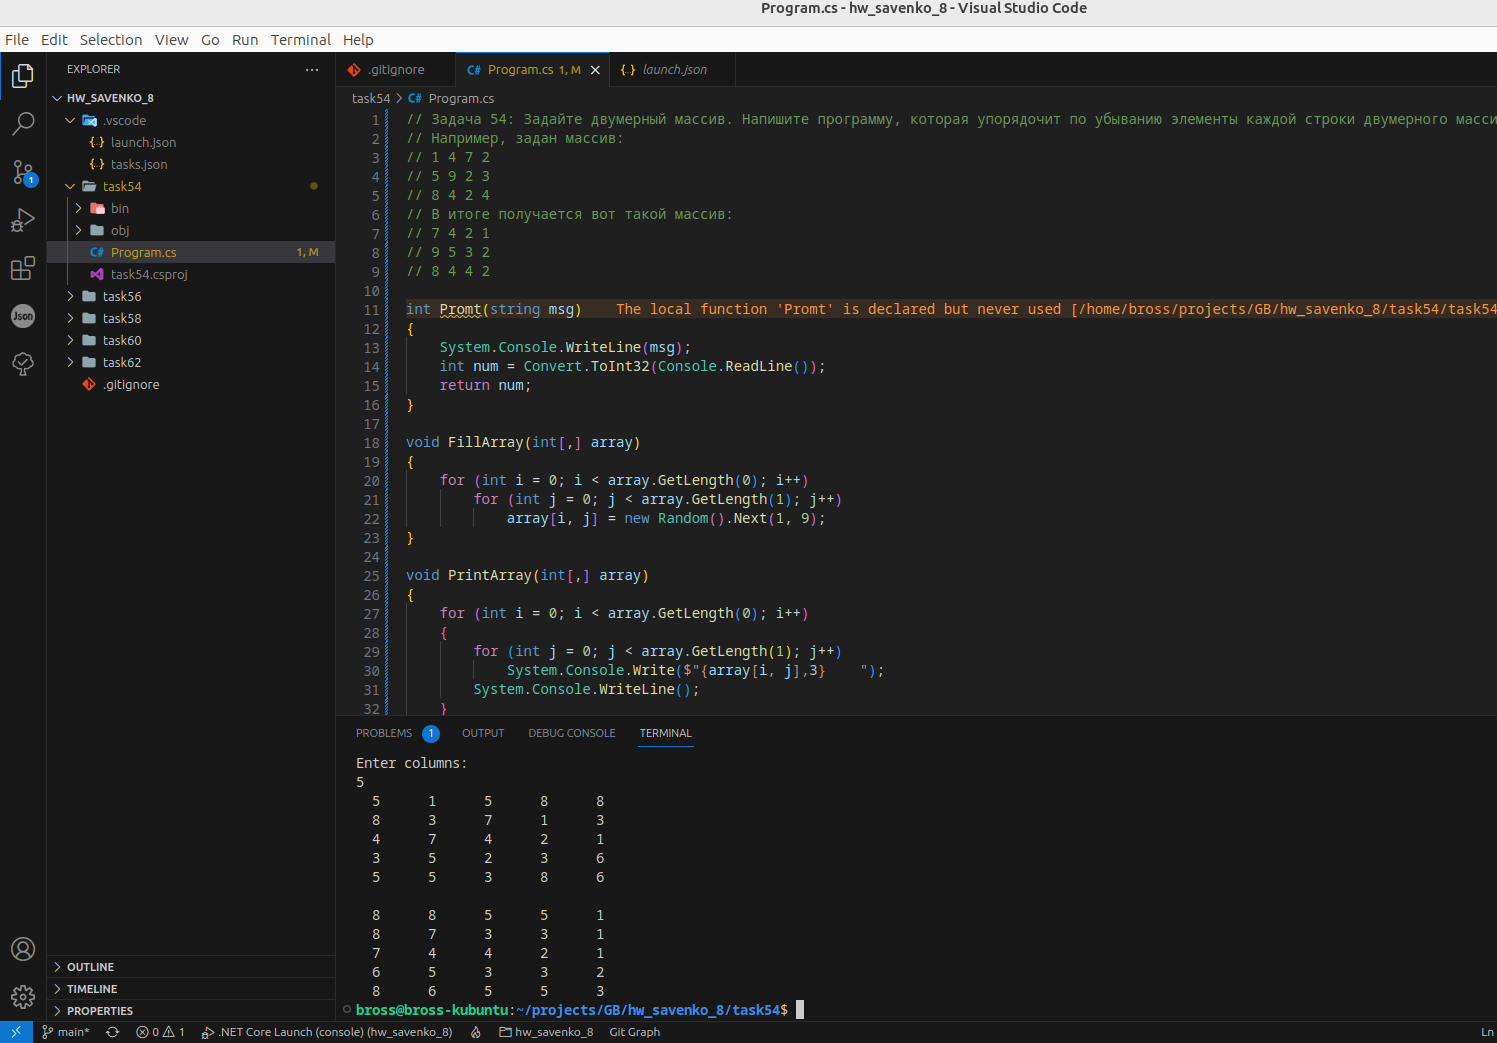 Program.cs - hw_savenko_8 - Visual Studio Code
File Edit Selection View Go Run Terminal Help
EXPLORER
HW_SAVENKO_8
.vscode
launch.json
tasks.json
task54
bin
obj
C# Program.cs 1, M
task54.csproj
task56
task58
task60
task62
.gitignore
OUTLINE
TIMELINE
PROPERTIES
1
Json
.gitignore C# Program.cs 1, M {..} launch.json
task54 > C# Program.cs
1 // Задача 54: Задайте двумерный массив. Напишите программу, которая упорядочит по убыванию элементы каждой строки двумерного масси
2 // Например, задан массив:
3 // 1 4 7 2
4 // 5 9 2 3
5 // 8 4 2 4
6 // В итоге получается вот такой массив:
7 // 7 4 2 1
8 // 9 5 3 2
9 // 8 4 4 2
10
11 int Promt(string msg) The local function 'Promt' is declared but never used [/home/bross/projects/GB/hw_savenko_8/task54/task54
12 {
13 System.Console.WriteLine(msg);
14 int num = Convert.ToInt32(Console.ReadLine());
15 return num;
16 }
17
18 void FillArray(int[,] array)
19 {
20 for (int i = 0; i < array.GetLength(0); i++)
21 for (int j = 0; j < array.GetLength(1); j++)
22 array[i, j] = new Random().Next(1, 9);
23 }
24
25 void PrintArray(int[,] array)
26 {
27 for (int i = 0; i < array.GetLength(0); i++)
28 {
29 for (int j = 0; j < array.GetLength(1); j++)
30 System.Console.Write($"{array[i, j],3}    ");
31 System.Console.WriteLine();
32 }
PROBLEMS 1 OUTPUT DEBUG CONSOLE TERMINAL
Enter columns:
5
5 1 5 8 8
8 3 7 1 3
4 7 4 2 1
3 5 2 3 6
5 5 3 8 6
8 8 5 5 1
8 7 3 3 1
7 4 4 2 1
6 5 3 3 2
8 6 5 5 3
bross@bross-kubuntu:~/projects/GB/hw_savenko_8/task54$
main* 0 1 .NET Core Launch (console) (hw_savenko_8) hw_savenko_8 Git Graph Ln